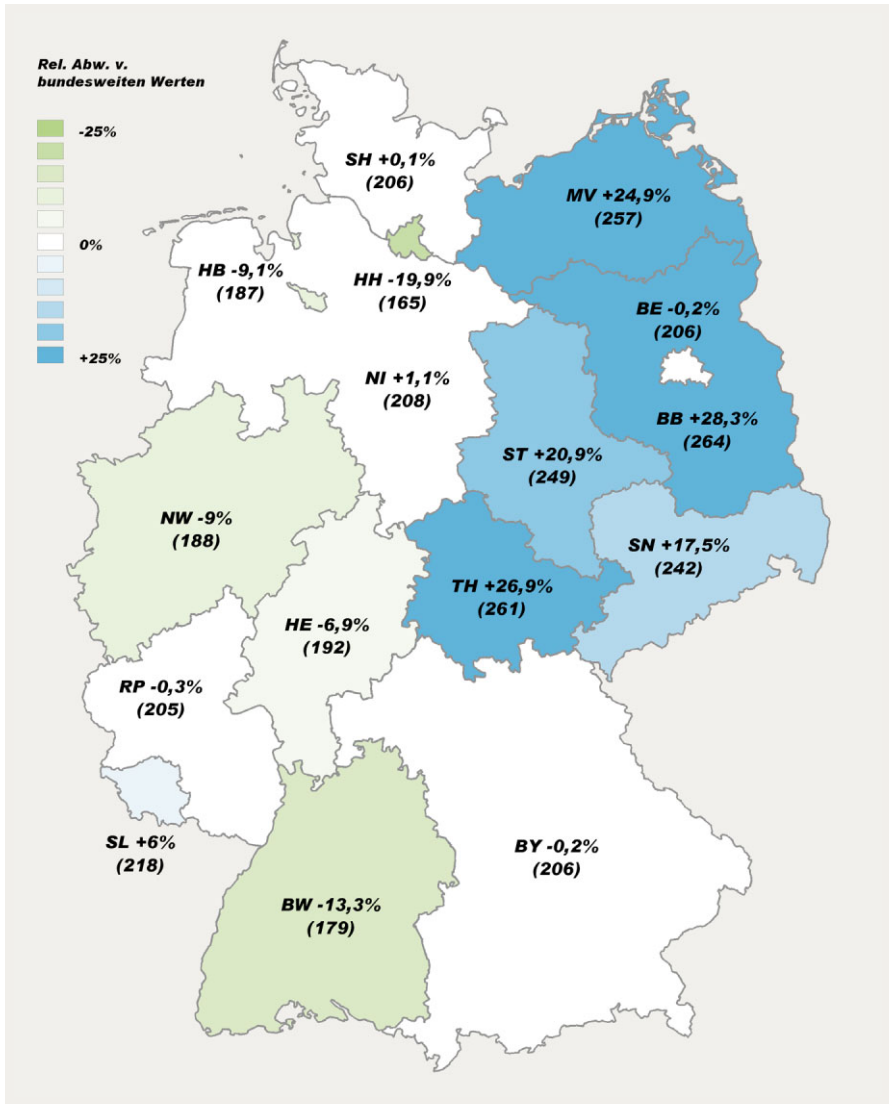 Rel. Abw. v.
bundesweiten Werten
-25%
0%
+25%
SH +0,1%
(206)
MV +24,9%
(257)
HB -9,1%
(187)
HH -19,9%
(165)
BE -0,2%
(206)
NI +1,1%
(208)
BB +28,3%
(264)
ST +20,9%
(249)
NW -9%
(188)
SN +17,5%
(242)
TH +26,9%
(261)
HE -6,9%
(192)
RP -0,3%
(205)
SL +6%
(218)
BY -0,2%
(206)
BW -13,3%
(179)